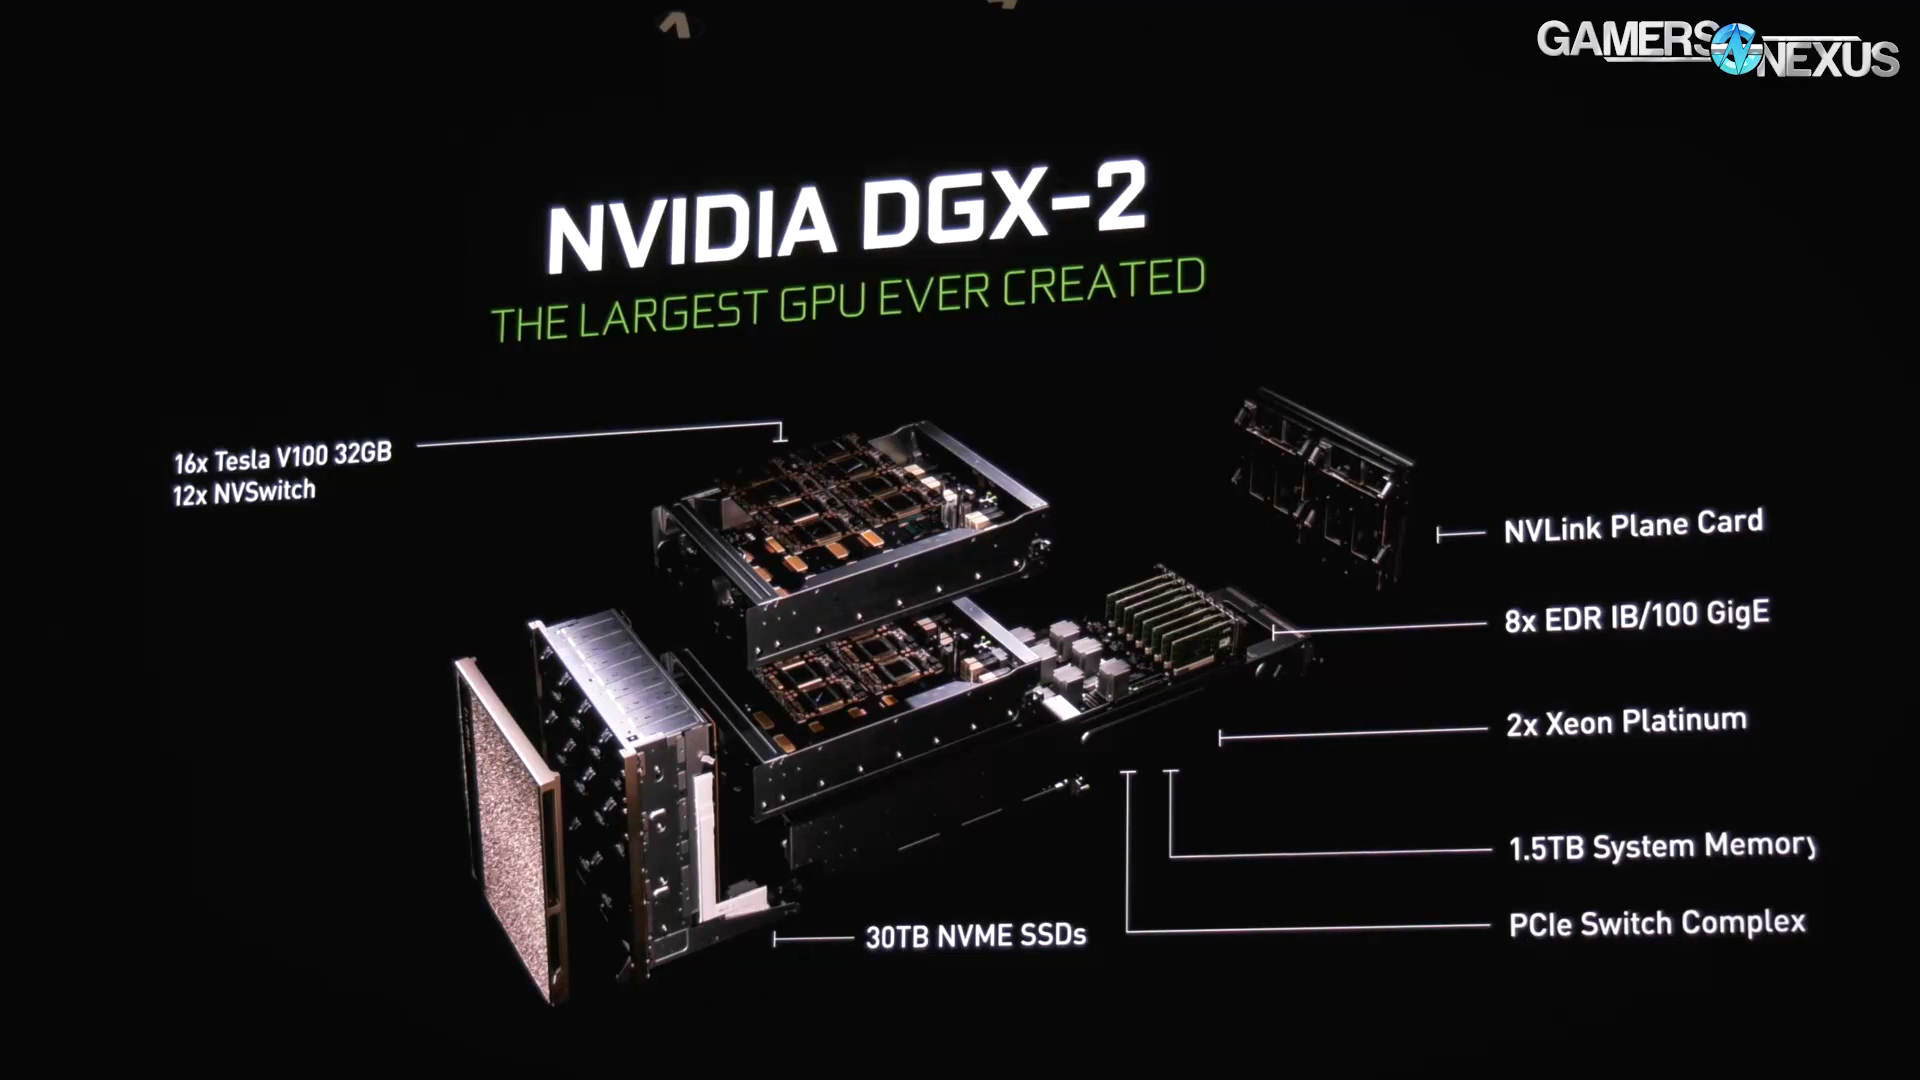 GAMERS NEXUS
NVIDIA DGX-2
THE LARGEST GPU EVER CREATED
16x Tesla V100 32GB
12x NVSwitch
NVLink Plane Card
8x EDR IB/100 GigE
2x Xeon Platinum
1.5TB System Memory
PCIe Switch Complex
30TB NVME SSDs